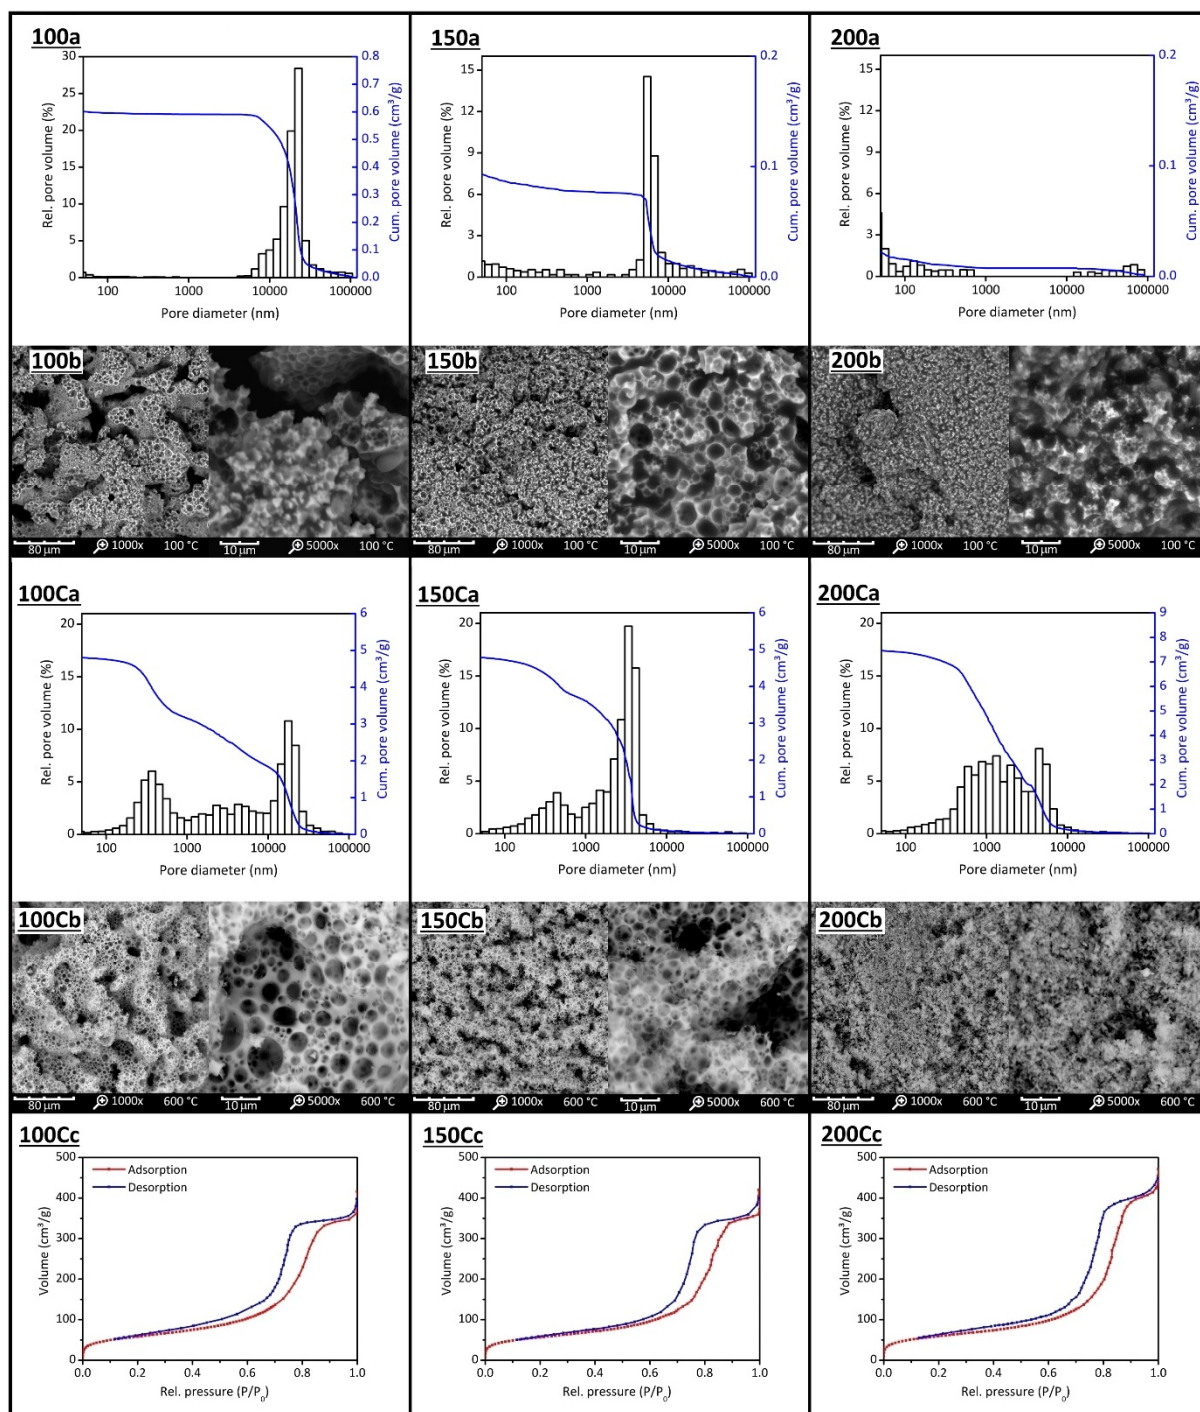 100a
30
25
20
15
10
5
0
Rel. pore volume (%)
0.8
0.7
0.6
0.5
0.4
0.3
0.2
0.1
0.0
Cum. pore volume (cm³/g)
100 1000 10000 100000
Pore diameter (nm)
150a
15
12
9
6
3
0
Rel. pore volume (%)
0.2
0.1
0.0
Cum. pore volume (cm³/g)
100 1000 10000 100000
Pore diameter (nm)
200a
15
12
9
6
3
0
Rel. pore volume (%)
0.2
0.1
0.0
Cum. pore volume (cm³/g)
100 1000 10000 100000
Pore diameter (nm)
100b
80 µm 1000x 100 °C
10 µm 5000x 100 °C
150b
80 µm 1000x 100 °C
10 µm 5000x 100 °C
200b
80 µm 1000x 100 °C
10 µm 5000x 100 °C
100Ca
20
15
10
5
0
Rel. pore volume (%)
6
5
4
3
2
1
0
Cum. pore volume (cm³/g)
100 1000 10000 100000
Pore diameter (nm)
150Ca
20
15
10
5
0
Rel. pore volume (%)
6
5
4
3
2
1
0
Cum. pore volume (cm³/g)
100 1000 10000 100000
Pore diameter (nm)
200Ca
20
15
10
5
0
Rel. pore volume (%)
9
8
7
6
5
4
3
2
1
0
Cum. pore volume (cm³/g)
100 1000 10000 100000
Pore diameter (nm)
100Cb
80 µm 1000x 600 °C
10 µm 5000x 600 °C
150Cb
80 µm 1000x 600 °C
10 µm 5000x 600 °C
200Cb
80 µm 1000x 600 °C
10 µm 5000x 600 °C
100Cc
500
400
300
200
100
0
Volume (cm³/g)
Adsorption
Desorption
0.0 0.2 0.4 0.6 0.8 1.0
Rel. pressure (P/P₀)
150Cc
500
400
300
200
100
0
Volume (cm³/g)
Adsorption
Desorption
0.0 0.2 0.4 0.6 0.8 1.0
Rel. pressure (P/P₀)
200Cc
500
400
300
200
100
0
Volume (cm³/g)
Adsorption
Desorption
0.0 0.2 0.4 0.6 0.8 1.0
Rel. pressure (P/P₀)